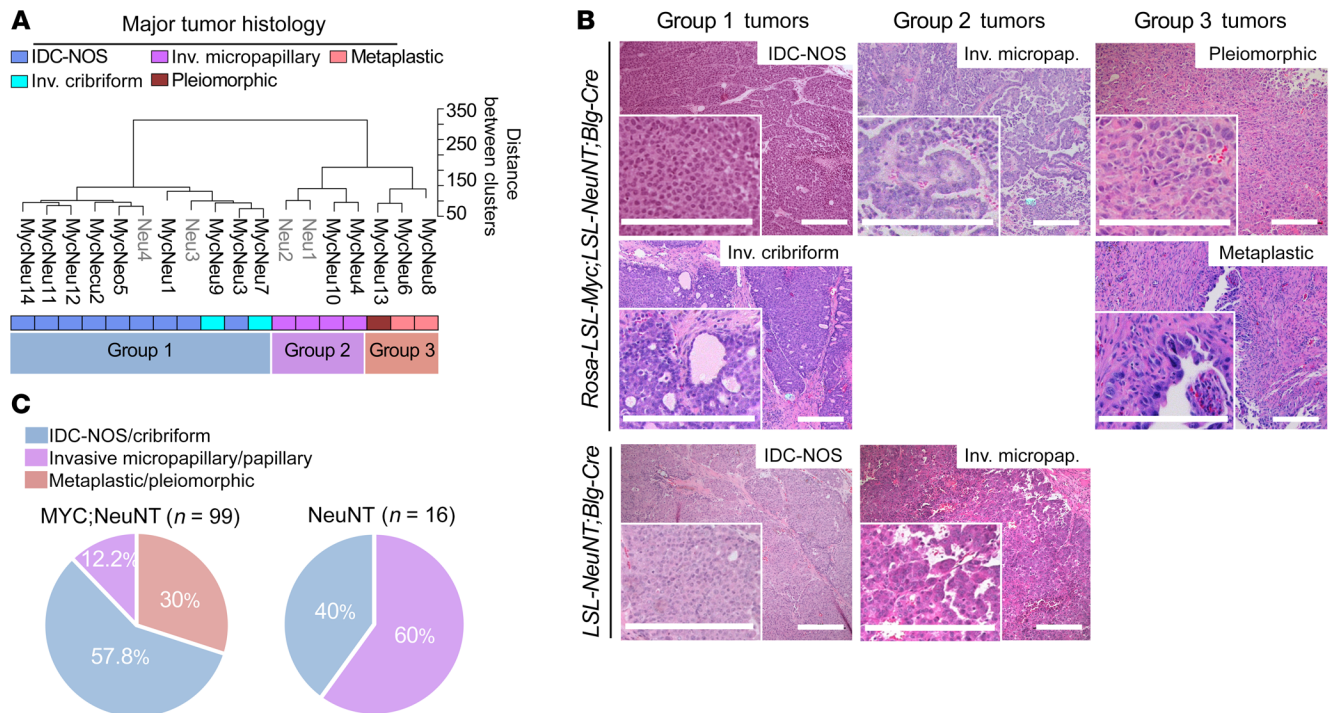 A
Major tumor histology
IDC-NOS
Inv. micropapillary
Metaplastic
Inv. cribriform
Pleiomorphic
350
250
150
50
Distance
between clusters
MycNeu14
MycNeu11
MycNeu12
MycNecu2
MycNeo5
Neu4
MycNeu1
Neu3
MycNeu9
MycNeu3
MycNeu7
Neu2
Neu1
MycNeu10
MycNeu4
MycNeu13
MycNeu6
MycNeu8
Group 1
Group 2
Group 3
B
Group 1 tumors
Group 2 tumors
Group 3 tumors
Rosa-LSL-Myc;LSL-NeuNT;Blg-Cre
IDC-NOS
Inv. micropap.
Pleiomorphic
Inv. cribriform
Metaplastic
LSL-NeuNT;Blg-Cre
IDC-NOS
Inv. micropap.
C
IDC-NOS/cribriform
Invasive micropapillary/papillary
Metaplastic/pleiomorphic
MYC;NeuNT (n = 99)
12.2%
30%
57.8%
NeuNT (n = 16)
40%
60%